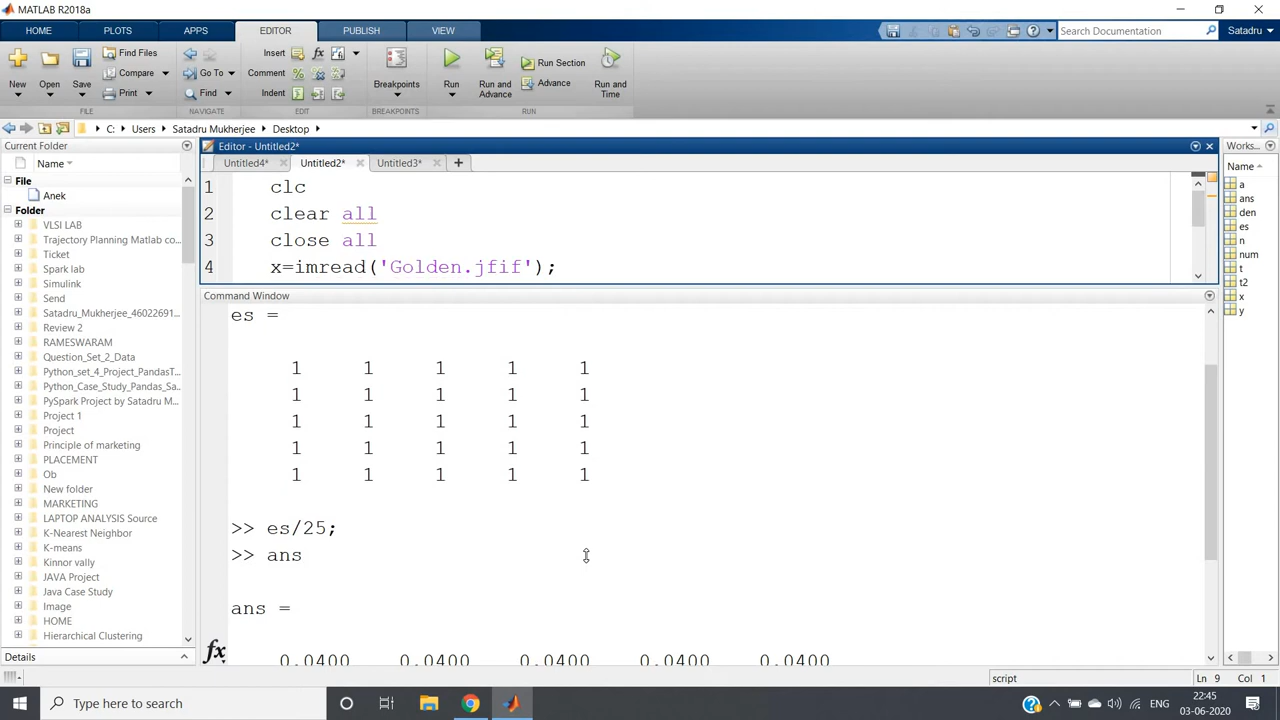 MATLAB R2018a
HOME PLOTS APPS EDITOR PUBLISH VIEW Search Documentation Satadru
New Open Save Find Files Compare Print Go To Find Insert fx Comment Indent Breakpoints Run Run and Advance Run Section Advance Run and Time
FILE NAVIGATE EDIT BREAKPOINTS RUN
C: Users Satadru Mukherjee Desktop
Current Folder
Name
File
Anek
Folder
VLSI LAB
Trajectory Planning Matlab co...
Ticket
Spark lab
Simulink
Send
Satadru_Mukherjee_46022691...
Review 2
RAMESWARAM
Question_Set_2_Data
Python_set_4_Project_PandasT...
Python_Case_Study_Pandas_Sa...
PySpark Project by Satadru M...
Project 1
Project
Principle of marketing
PLACEMENT
Ob
New folder
MARKETING
LAPTOP ANALYSIS Source
K-Nearest Neighbor
K-means
Kinnor vally
JAVA Project
Java Case Study
Image
HOME
Hierarchical Clustering
Details
Editor - Untitled2*
Untitled4* Untitled2* Untitled3*
1 clc
2 clear all
3 close all
4 x=imread('Golden.jfif');
Command Window
es =
1 1 1 1 1
1 1 1 1 1
1 1 1 1 1
1 1 1 1 1
1 1 1 1 1
>> es/25;
>> ans
ans =
fx
0.0400 0.0400 0.0400 0.0400 0.0400
Works...
Name
a
ans
den
es
n
num
t
t2
x
y
script Ln 9 Col 1
Type here to search
ENG
22:45
03-06-2020